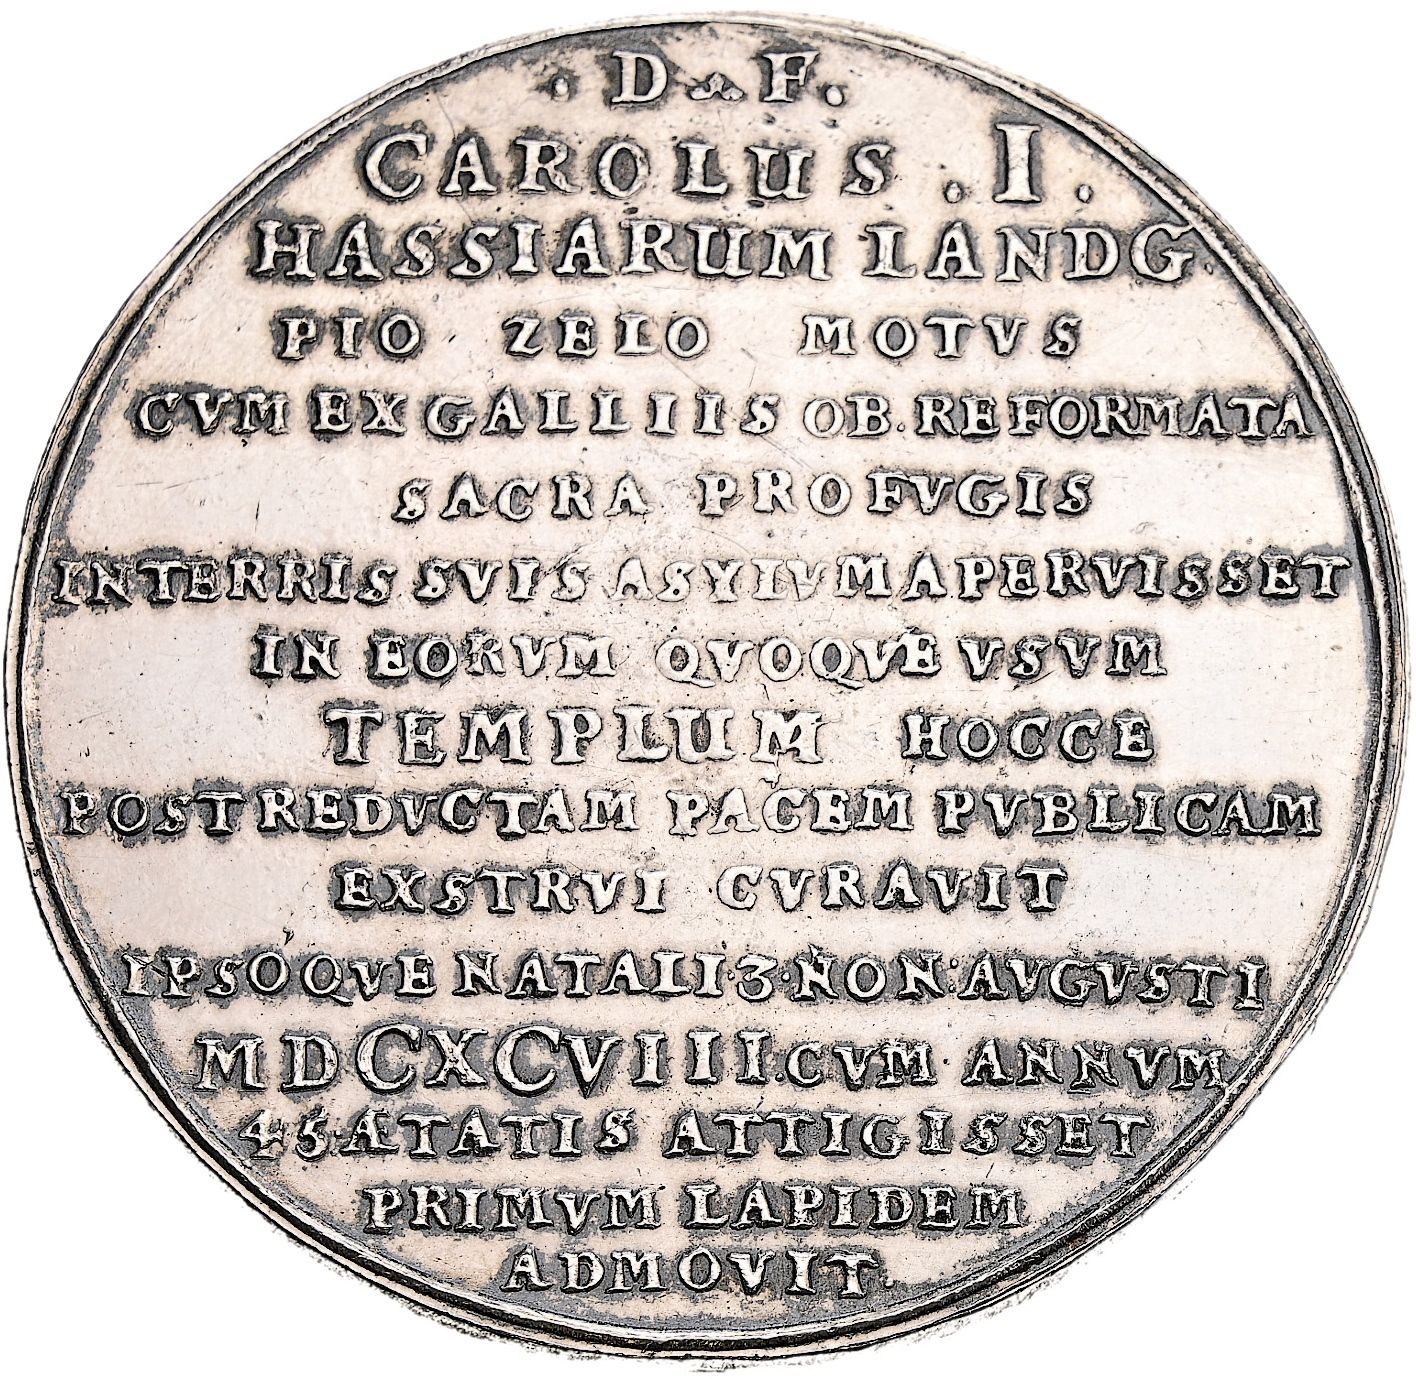 . D F.
CAROLUS . I .
HASSIARUM LANDG.
PIO ZELO MOTVS
CVM EX GALLIIS OB. REFORMATA
SACRA PROFVGIS
IN TERRIS SVIS ASYLVM APERVISSET
IN EORVM QVOQVE VSVM
TEMPLUM HOCCE
POST REDVCTAM PACEM PVBLICAM
EXSTRVI CVRAVIT
IPSOQVE NATALI·3·NON·AVGVSTI
MDCXCVIII.CVM·ANNVM
45·ÆTATIS ATTIGISSET
PRIMVM LAPIDEM
ADMOVIT.